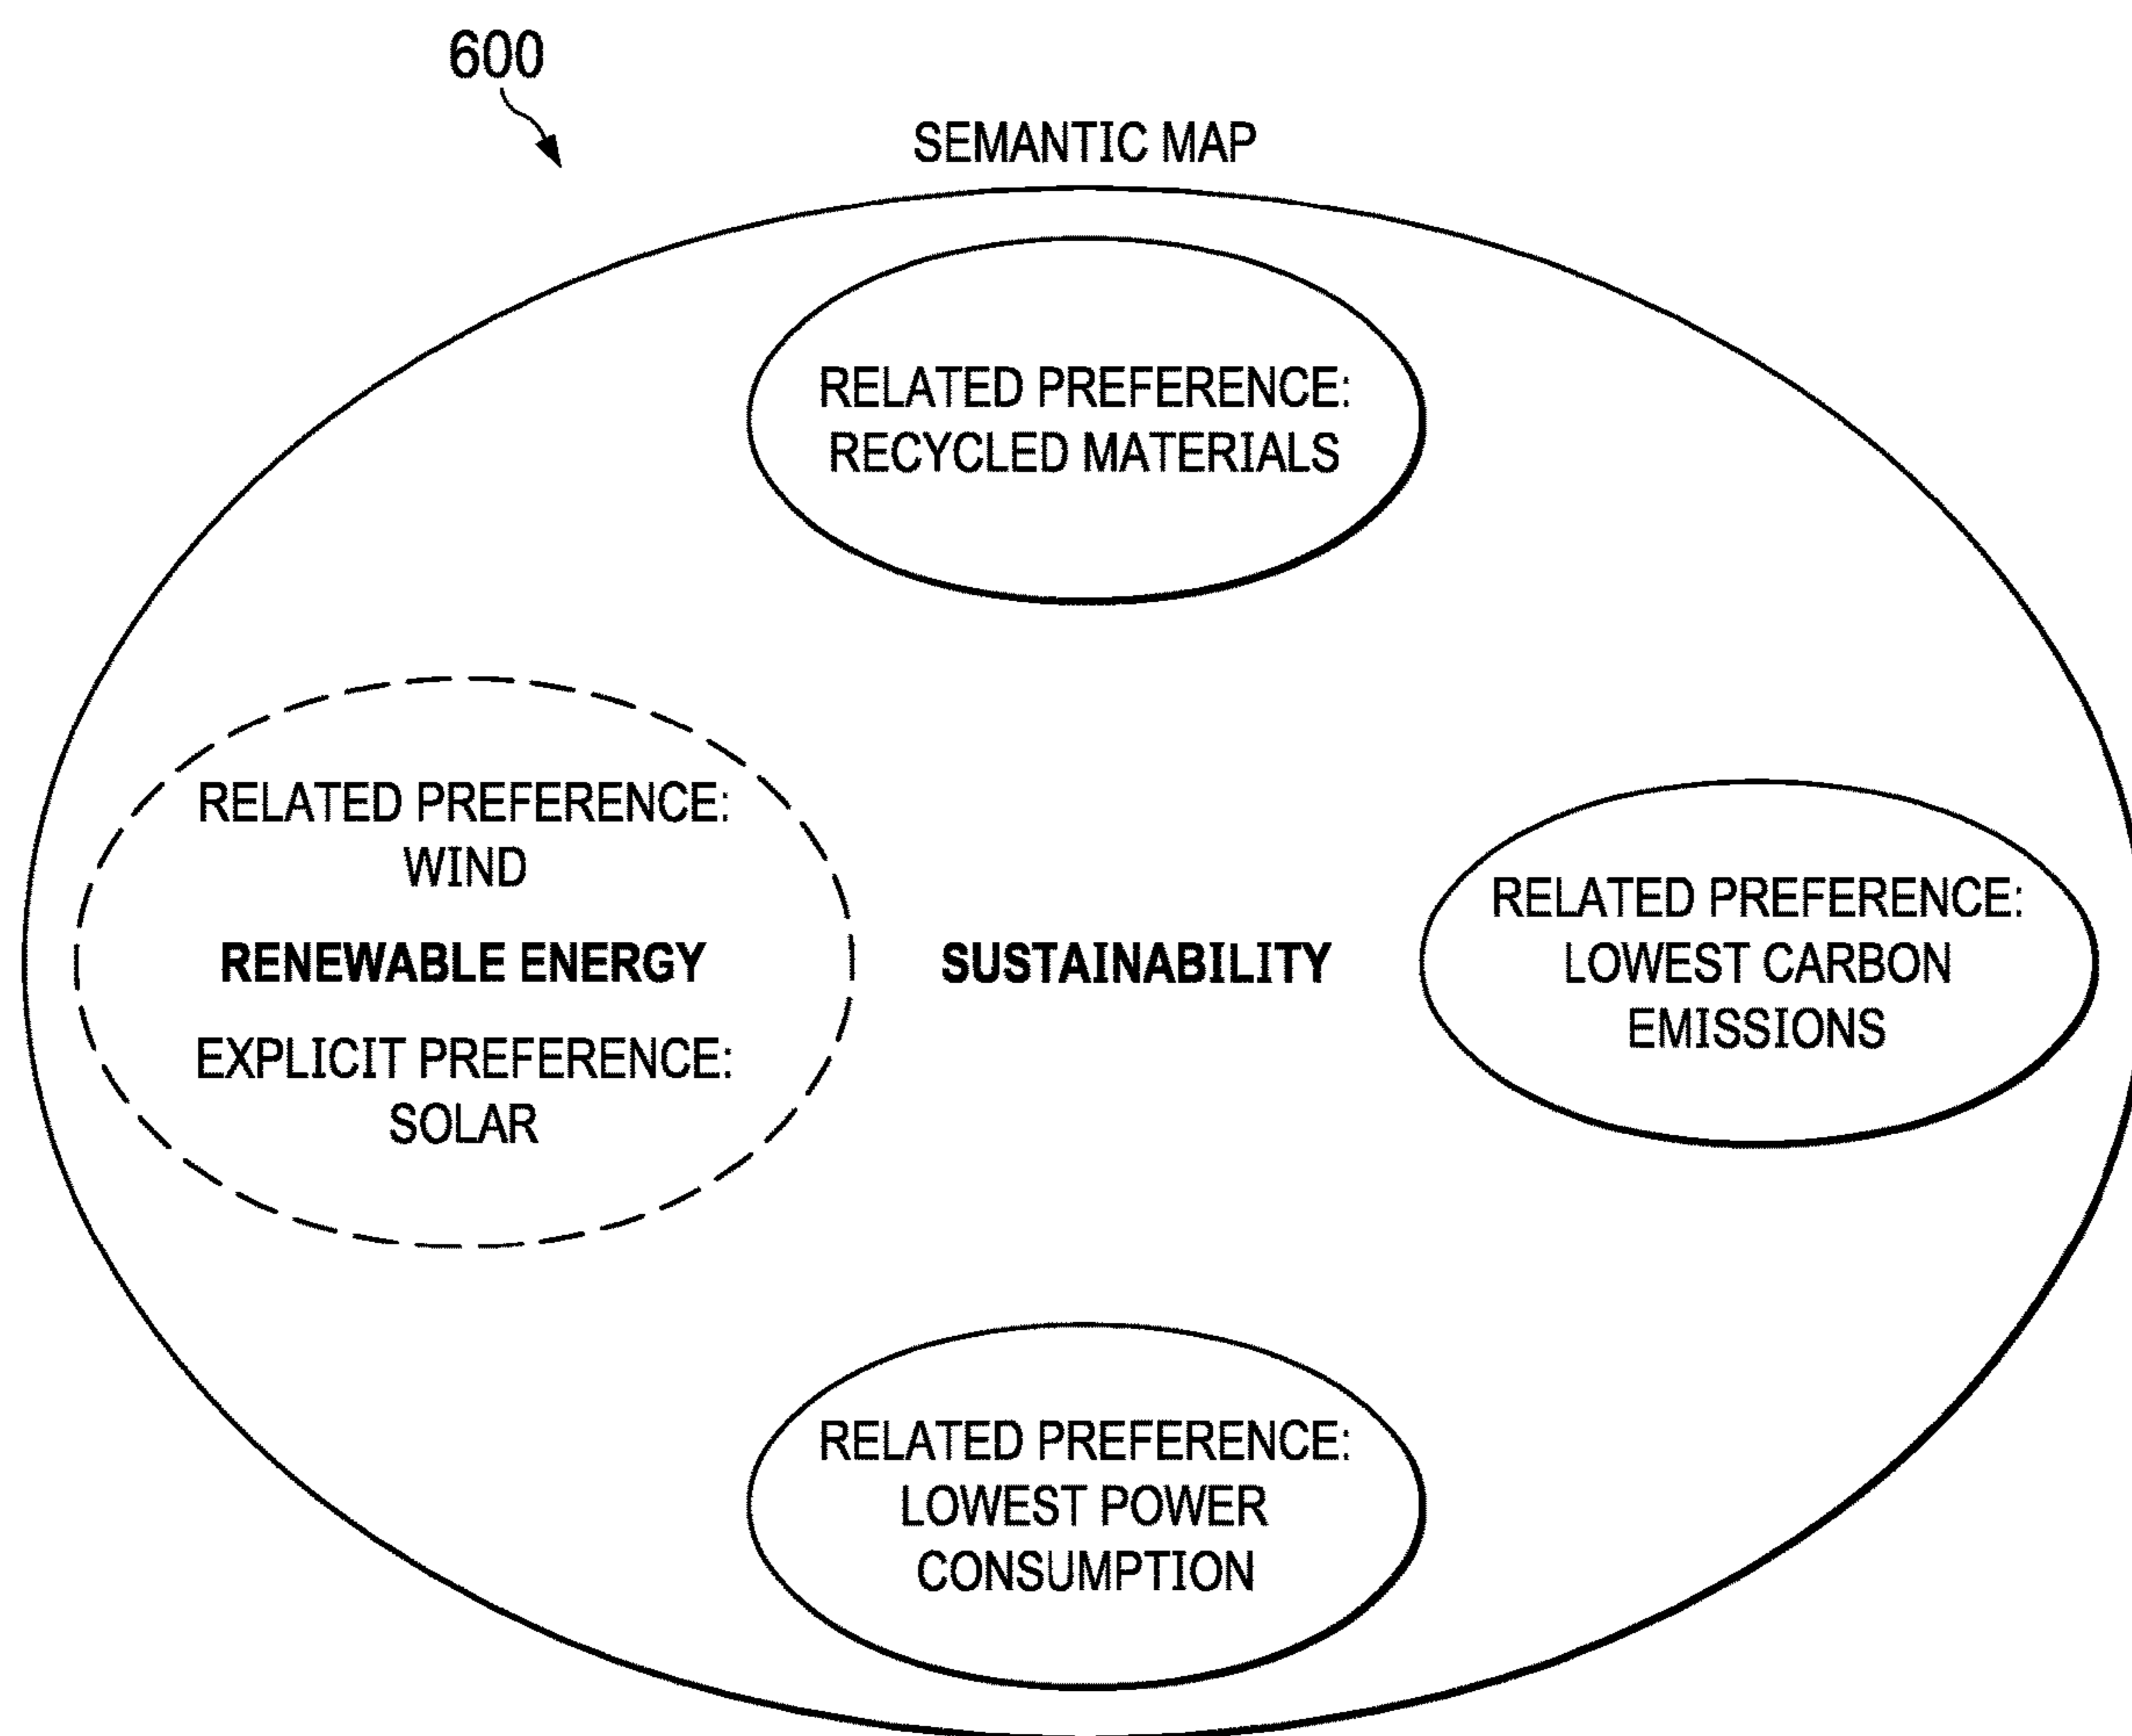 600
SEMANTIC MAP
RELATED PREFERENCE:
RECYCLED MATERIALS
RELATED PREFERENCE:
WIND
RENEWABLE ENERGY
EXPLICIT PREFERENCE:
SOLAR
SUSTAINABILITY
RELATED PREFERENCE:
LOWEST CARBON
EMISSIONS
RELATED PREFERENCE:
LOWEST POWER
CONSUMPTION